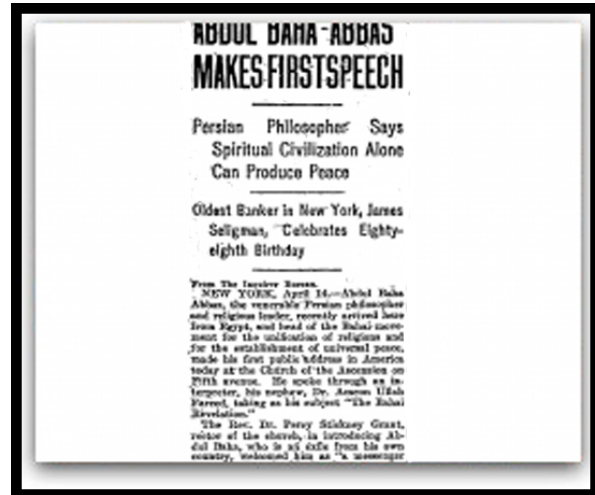 ABDUL BAHA-ABBAS
MAKES FIRST SPEECH
Persian Philosopher Says
Spiritual Civilization Alone
Can Produce Peace
Oldest Banker in New York, James
Seligman, Celebrates Eighty-
eighth Birthday
From The Inquirer Bureau.
NEW YORK, April 14.—Abdul Baha
Abbas, the venerable Persian philosopher
and religious leader, recently arrived here
from Egypt, and head of the Bahai move-
ment for the unification of religions and
for the establishment of universal peace,
made his first public address in America
today at the Church of the Ascension on
Fifth avenue. He spoke through an in-
terpreter, his nephew, Dr. Ameen Ullah
Fareed, taking as his subject "The Bahai
Revelation."
The Rev. Dr. Percy Stickney Grant,
rector of the church, in introducing Ab-
dul Baha, who is an exile from his own
country, welcomed him as "a messenger